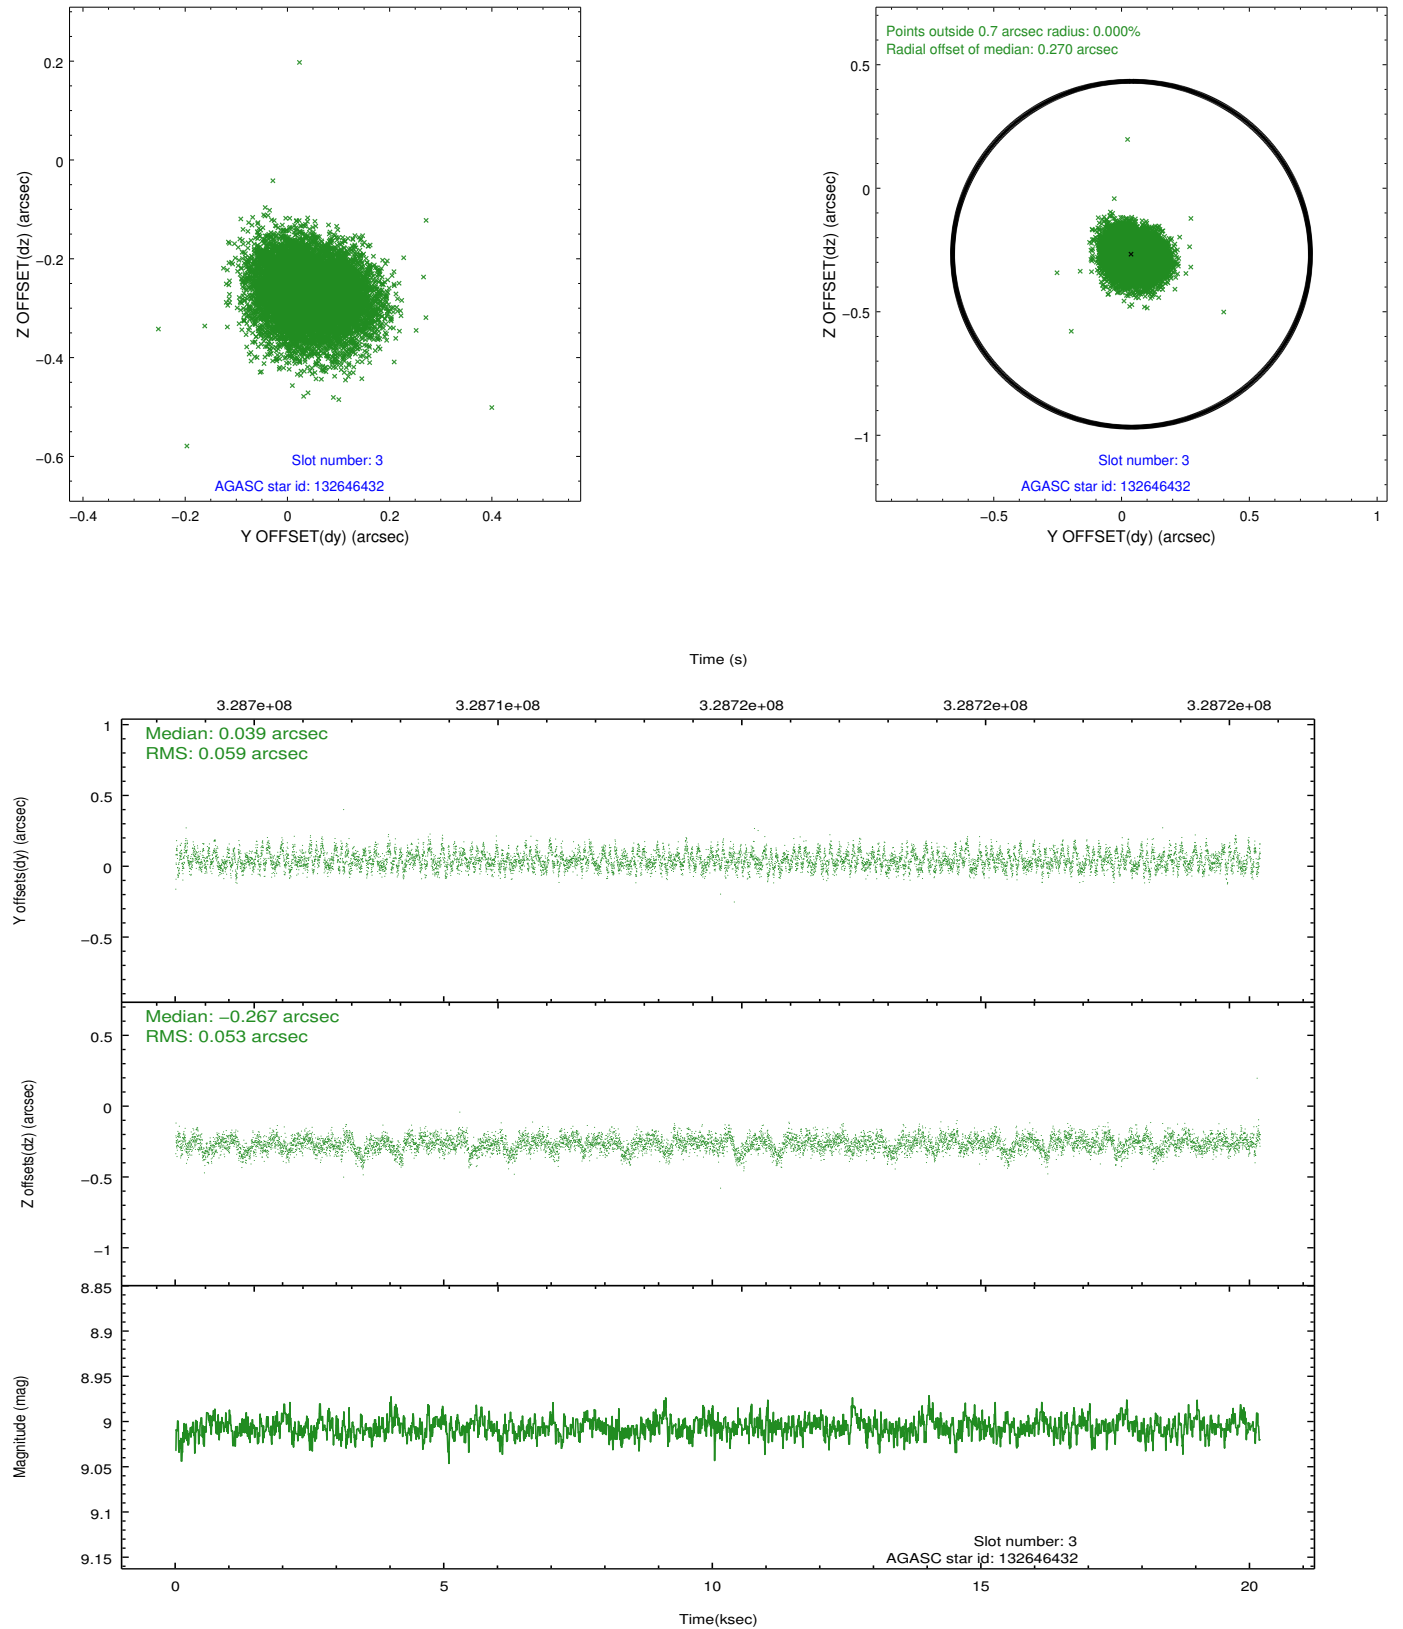 0.2
0
−0.2
−0.4
−0.6
Z OFFSET(dz) (arcsec)
Slot number: 3
AGASC star id: 132646432
−0.4
−0.2
0
0.2
0.4
Y OFFSET(dy) (arcsec)
Points outside 0.7 arcsec radius: 0.000%
Radial offset of median: 0.270 arcsec
0.5
0
−0.5
−1
Z OFFSET(dz) (arcsec)
Slot number: 3
AGASC star id: 132646432
−0.5
0
0.5
1
Y OFFSET(dy) (arcsec)
Time (s)
3.287e+08
3.2871e+08
3.2872e+08
3.2872e+08
3.2872e+08
Median: 0.039 arcsec
RMS: 0.059 arcsec
1
0.5
0
−0.5
Y offsets(dy) (arcsec)
Median: −0.267 arcsec
RMS: 0.053 arcsec
0.5
0
−0.5
−1
Z offsets(dz) (arcsec)
8.85
8.9
8.95
9
9.05
9.1
9.15
Magnitude (mag)
Slot number: 3
AGASC star id: 132646432
0
5
10
15
20
Time(ksec)